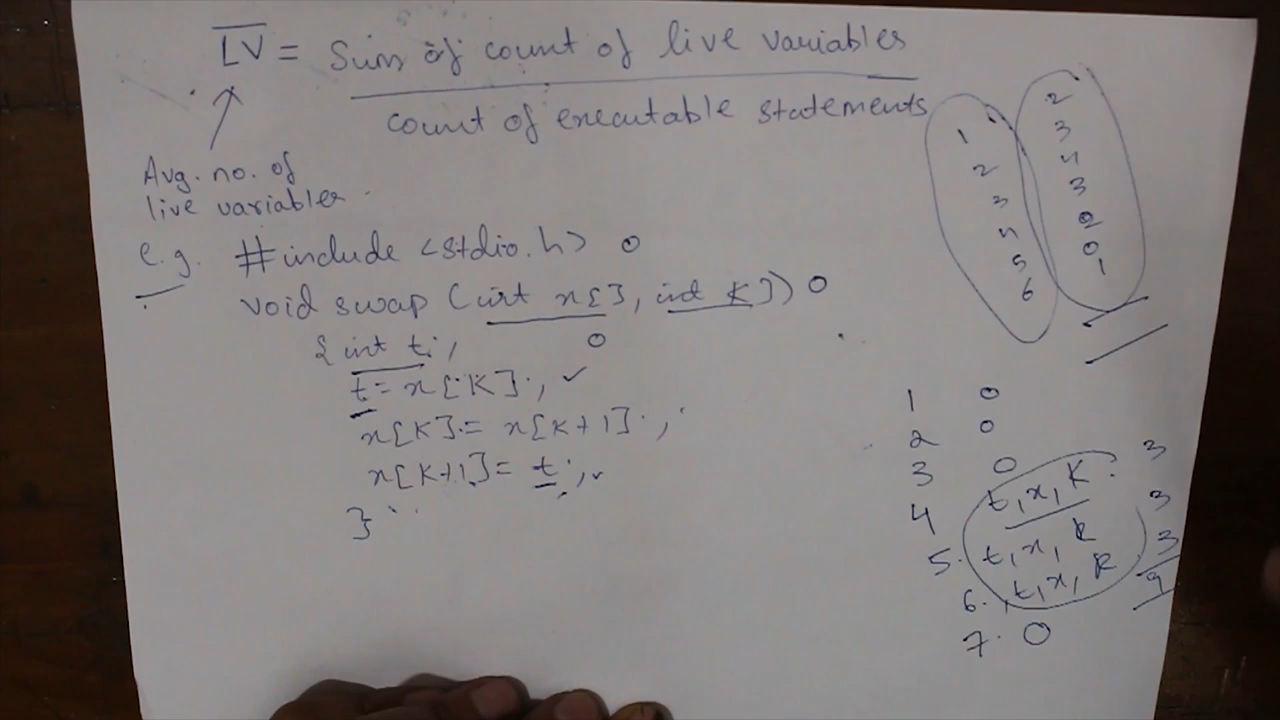 LV = Sum of count of live variables
count of executable statements
Avg. no. of
live variables
e.g. #include <stdio.h> 0
void swap (int x[], int K]) 0
{ int t; 0
t = x[K]; ✓
x[K] = x[K+1];
x[K+1] = t;
}
1
2
3
4
5
6
2
3
4
3
0
0
1
1 0
2 0
3 0
4 t, x, K. 3
5. t, x, k 3
6. t, x, k 3
9
7. 0